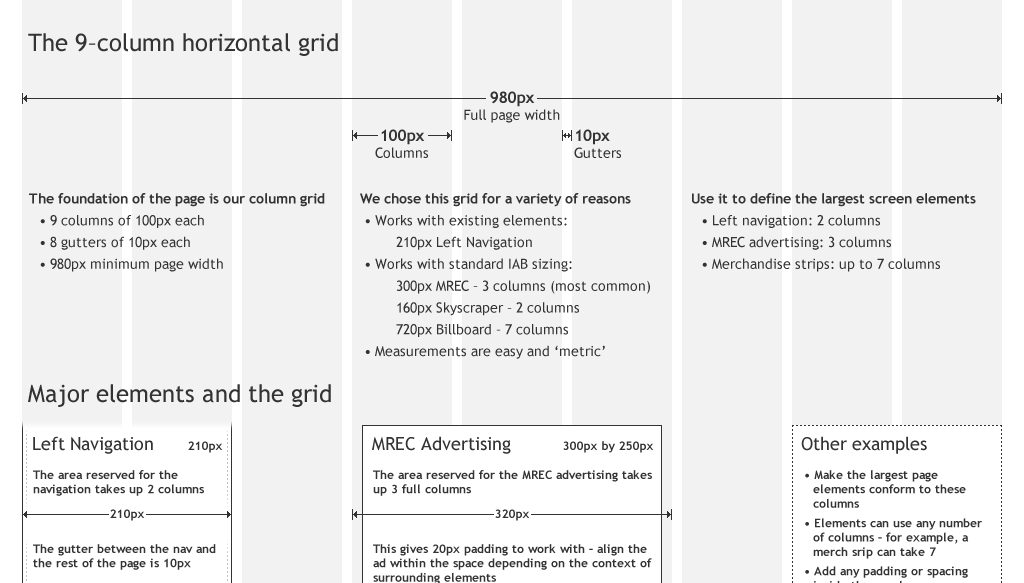 The 9-column horizontal grid
980px
Full page width
100px
Columns
10px
Gutters
The foundation of the page is our column grid
• 9 columns of 100px each
• 8 gutters of 10px each
• 980px minimum page width
We chose this grid for a variety of reasons
• Works with existing elements:
210px Left Navigation
• Works with standard IAB sizing:
300px MREC - 3 columns (most common)
160px Skyscraper - 2 columns
720px Billboard - 7 columns
• Measurements are easy and ‘metric’
Use it to define the largest screen elements
• Left navigation: 2 columns
• MREC advertising: 3 columns
• Merchandise strips: up to 7 columns
Major elements and the grid
Left Navigation 210px
The area reserved for the
navigation takes up 2 columns
210px
The gutter between the nav and
the rest of the page is 10px
MREC Advertising 300px by 250px
The area reserved for the MREC advertising takes
up 3 full columns
320px
This gives 20px padding to work with - align the
ad within the space depending on the context of
surrounding elements
Other examples
• Make the largest page
elements conform to these
columns
• Elements can use any number
of columns - for example, a
merch srip can take 7
• Add any padding or spacing